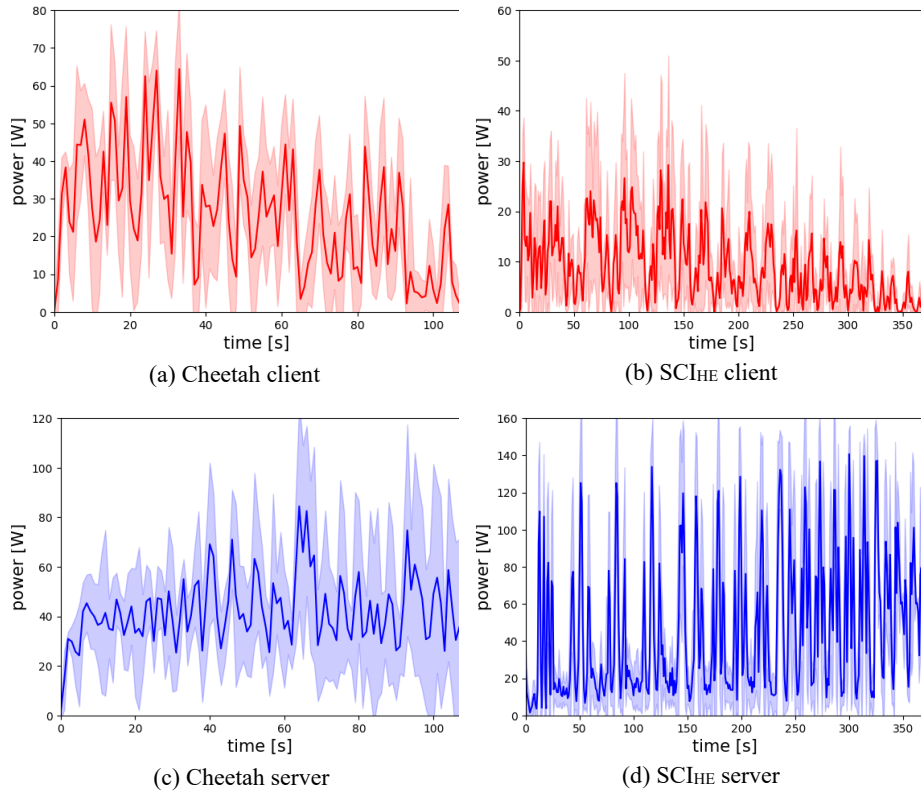 80
70
60
50
40
30
20
10
0
power [W]
0 20 40 60 80 100
time [s]
(a) Cheetah client
60
50
40
30
20
10
0
power [W]
0 50 100 150 200 250 300 350
time [s]
(b) SCIHE client
120
100
80
60
40
20
0
power [W]
0 20 40 60 80 100
time [s]
(c) Cheetah server
160
140
120
100
80
60
40
20
0
power [W]
0 50 100 150 200 250 300 350
time [s]
(d) SCIHE server